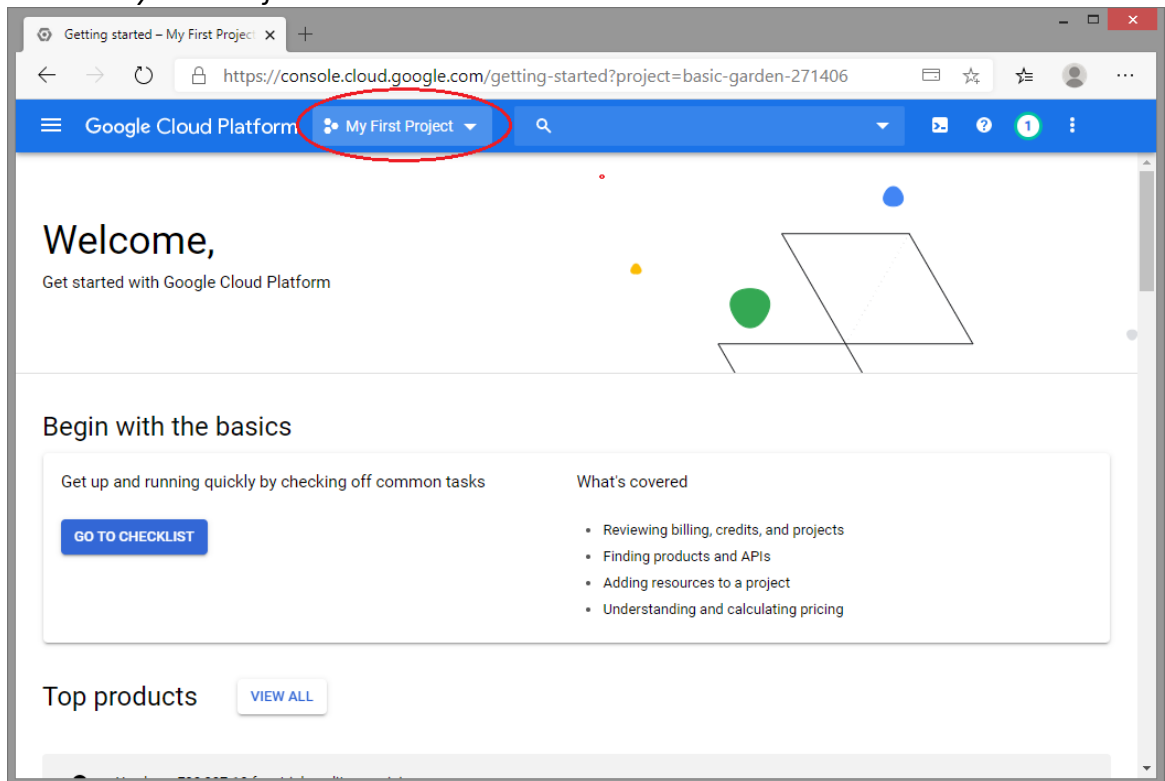 Getting started – My First Projec
https://console.cloud.google.com/getting-started?project=basic-garden-271406
Google Cloud Platform My First Project 1
Welcome,
Get started with Google Cloud Platform
Begin with the basics
Get up and running quickly by checking off common tasks
GO TO CHECKLIST
What's covered
• Reviewing billing, credits, and projects
• Finding products and APIs
• Adding resources to a project
• Understanding and calculating pricing
Top products VIEW ALL